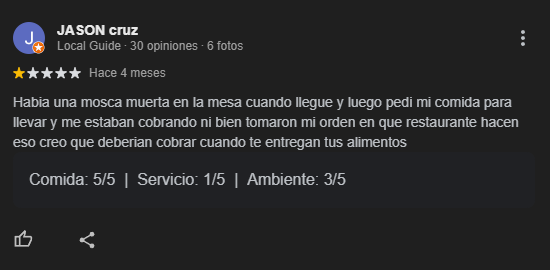 J
JASON cruz
Local Guide · 30 opiniones · 6 fotos
Hace 4 meses
Habia una mosca muerta en la mesa cuando llegue y luego pedi mi comida para
llevar y me estaban cobrando ni bien tomaron mi orden en que restaurante hacen
eso creo que deberian cobrar cuando te entregan tus alimentos
Comida: 5/5 | Servicio: 1/5 | Ambiente: 3/5